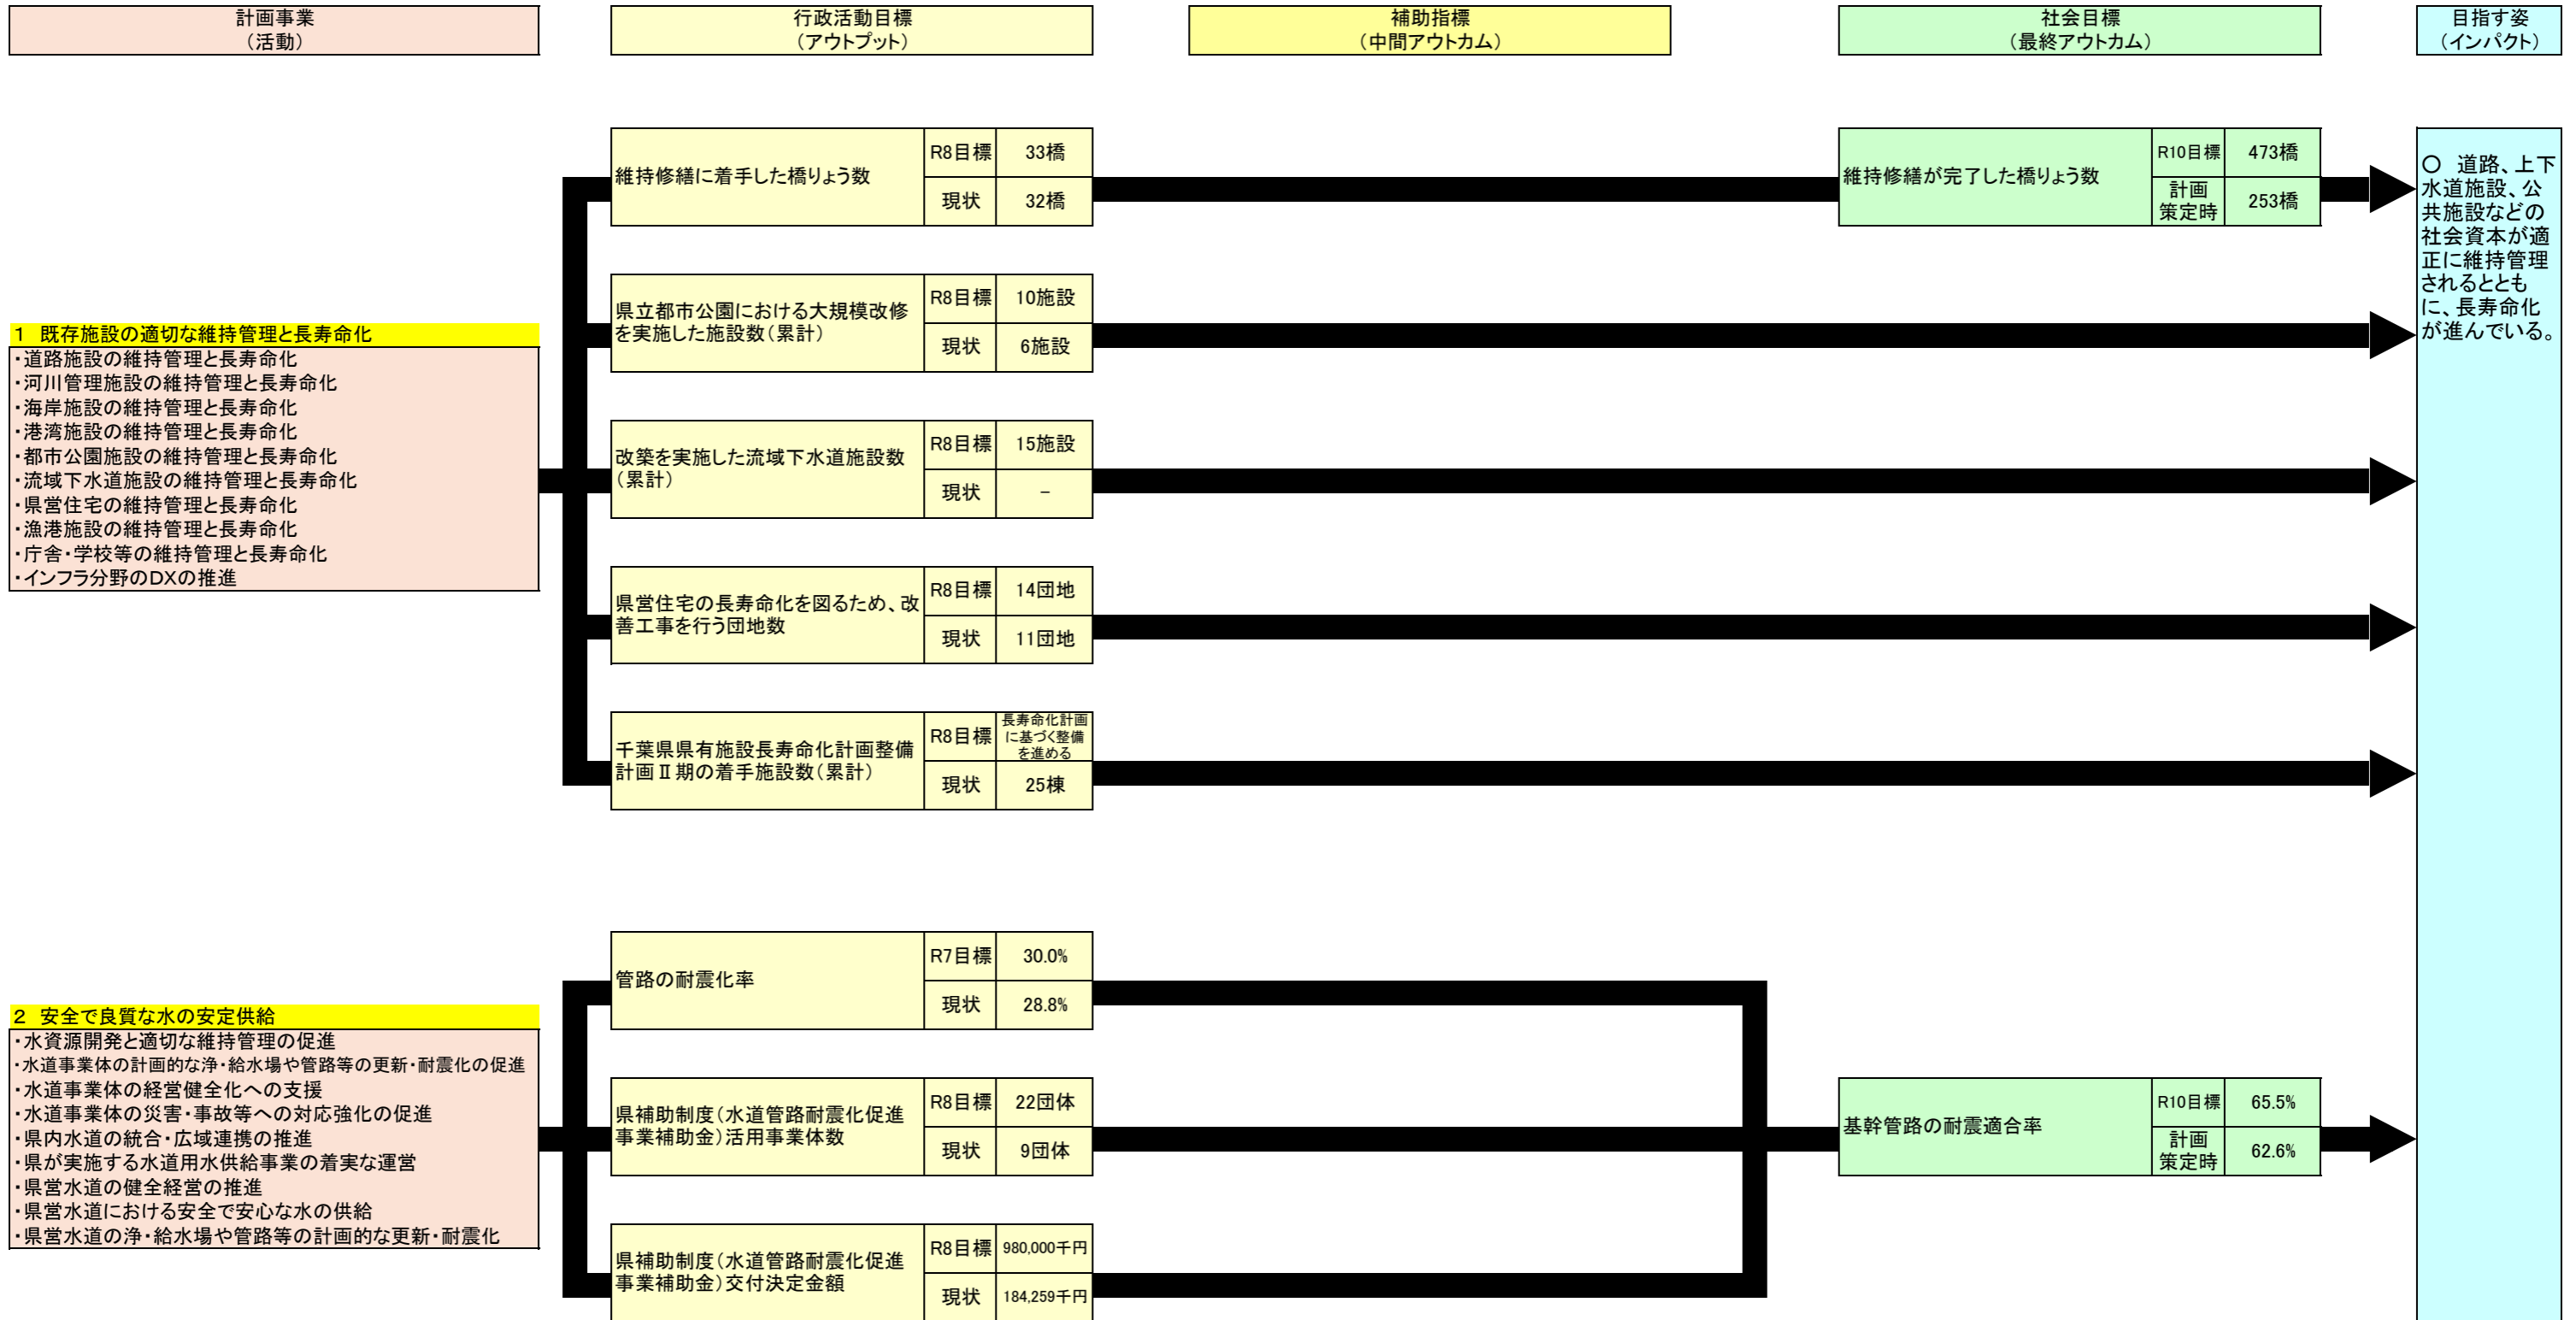 計画事業
（活動）
行政活動目標
（アウトプット）
補助指標
（中間アウトカム）
社会目標
（最終アウトカム）
目指す姿
（インパクト）
1　既存施設の適切な維持管理と長寿命化
・道路施設の維持管理と長寿命化
・河川管理施設の維持管理と長寿命化
・海岸施設の維持管理と長寿命化
・港湾施設の維持管理と長寿命化
・都市公園施設の維持管理と長寿命化
・流域下水道施設の維持管理と長寿命化
・県営住宅の維持管理と長寿命化
・漁港施設の維持管理と長寿命化
・庁舎・学校等の維持管理と長寿命化
・インフラ分野のDXの推進
維持修繕に着手した橋りょう数
R8目標
33橋
現状
32橋
県立都市公園における大規模改修
を実施した施設数（累計）
R8目標
10施設
現状
6施設
改築を実施した流域下水道施設数
（累計）
R8目標
15施設
現状
－
県営住宅の長寿命化を図るため、改
善工事を行う団地数
R8目標
14団地
現状
11団地
千葉県県有施設長寿命化計画整備
計画Ⅱ期の着手施設数（累計）
R8目標
長寿命化計画
に基づく整備
を進める
現状
25棟
維持修繕が完了した橋りょう数
R10目標
473橋
計画
策定時
253橋
〇　道路、上下
水道施設、公
共施設などの
社会資本が適
正に維持管理
されるととも
に、長寿命化
が進んでいる。
2　安全で良質な水の安定供給
・水資源開発と適切な維持管理の促進
・水道事業体の計画的な浄・給水場や管路等の更新・耐震化の促進
・水道事業体の経営健全化への支援
・水道事業体の災害・事故等への対応強化の促進
・県内水道の統合・広域連携の推進
・県が実施する水道用水供給事業の着実な運営
・県営水道の健全経営の推進
・県営水道における安全で安心な水の供給
・県営水道の浄・給水場や管路等の計画的な更新・耐震化
管路の耐震化率
R7目標
30.0%
現状
28.8%
県補助制度（水道管路耐震化促進
事業補助金）活用事業体数
R8目標
22団体
現状
9団体
県補助制度（水道管路耐震化促進
事業補助金）交付決定金額
R8目標
980,000千円
現状
184,259千円
基幹管路の耐震適合率
R10目標
65.5%
計画
策定時
62.6%